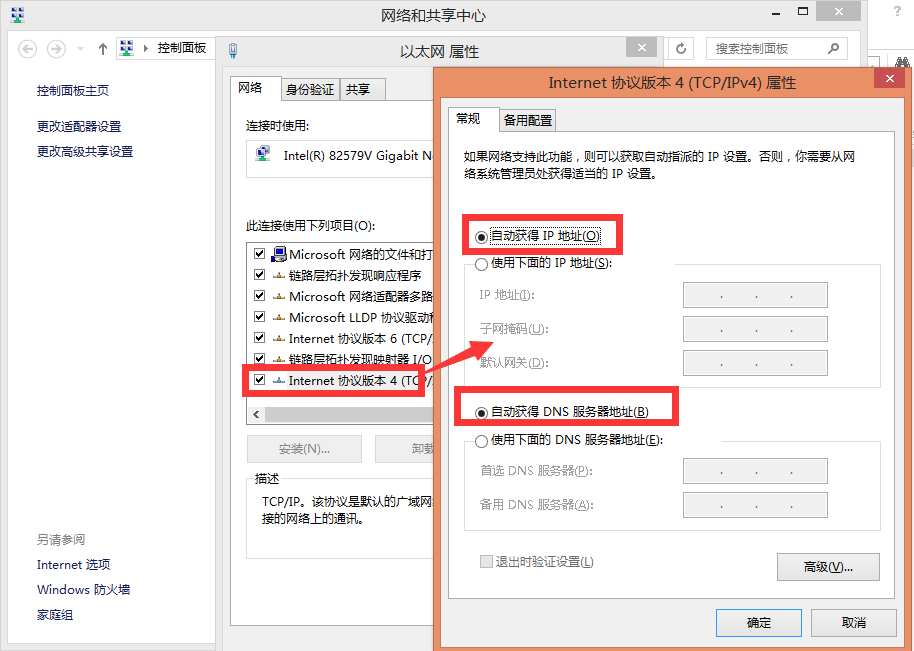 网络和共享中心
控制面板
搜索控制面板
控制面板主页
更改适配器设置
更改高级共享设置
另请参阅
Internet 选项
Windows 防火墙
家庭组
以太网 属性
网络
身份验证
共享
连接时使用:
Intel(R) 82579V Gigabit N
此连接使用下列项目(O):
Microsoft 网络的文件和打
链路层拓扑发现响应程序
Microsoft 网络适配器多路
Microsoft LLDP 协议驱动程
Internet 协议版本 6 (TCP/
链路层拓扑发现映射器 I/O
Internet 协议版本 4 (TCP/
安装(N)...
卸载
描述
TCP/IP。该协议是默认的广域网
接的网络上的通讯。
Internet 协议版本 4 (TCP/IPv4) 属性
常规
备用配置
如果网络支持此功能，则可以获取自动指派的 IP 设置。否则，你需要从网
络系统管理员处获得适当的 IP 设置。
自动获得 IP 地址(O)
使用下面的 IP 地址(S):
IP 地址(I):
子网掩码(U):
默认网关(D):
自动获得 DNS 服务器地址(B)
使用下面的 DNS 服务器地址(E):
首选 DNS 服务器(P):
备用 DNS 服务器(A):
退出时验证设置(L)
高级(V)...
确定
取消